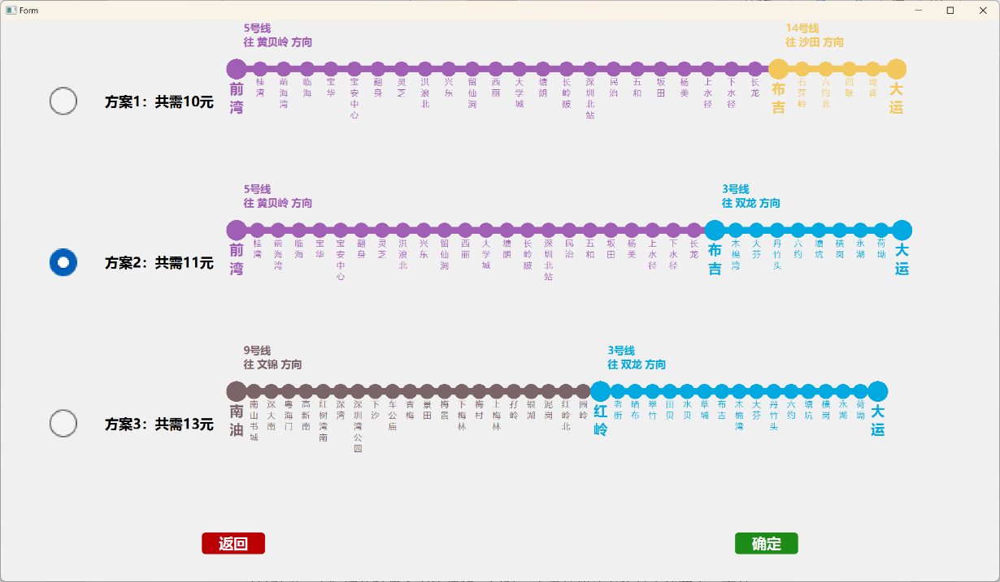 Form
5号线
往 黄贝岭 方向
14号线
往 沙田 方向
方案1：共需10元
前湾
桂湾
前海湾
临海
宝华
宝安中心
翻身
灵芝
洪浪北
兴东
留仙洞
西丽
大学城
塘朗
长岭陂
深圳北站
民治
五和
坂田
杨美
上水径
下水径
长龙
布吉
石芽岭
六约北
四联
坳背
大运
5号线
往 黄贝岭 方向
3号线
往 双龙 方向
方案2：共需11元
前湾
桂湾
前海湾
临海
宝华
宝安中心
翻身
灵芝
洪浪北
兴东
留仙洞
西丽
大学城
塘朗
长岭陂
深圳北站
民治
五和
坂田
杨美
上水径
下水径
长龙
布吉
木棉湾
大芬
丹竹头
六约
塘坑
横岗
永湖
荷坳
大运
9号线
往 文锦 方向
3号线
往 双龙 方向
方案3：共需13元
南油
南山书城
深大南
粤海门
高新南
红树湾南
深湾
深圳湾公园
下沙
车公庙
香梅
景田
梅景
下梅林
梅村
上梅林
孖岭
银湖
泥岗
红岭北
园岭
红岭
老街
晒布
翠竹
田贝
水贝
草埔
布吉
木棉湾
大芬
丹竹头
六约
塘坑
横岗
永湖
荷坳
大运
返回
确定